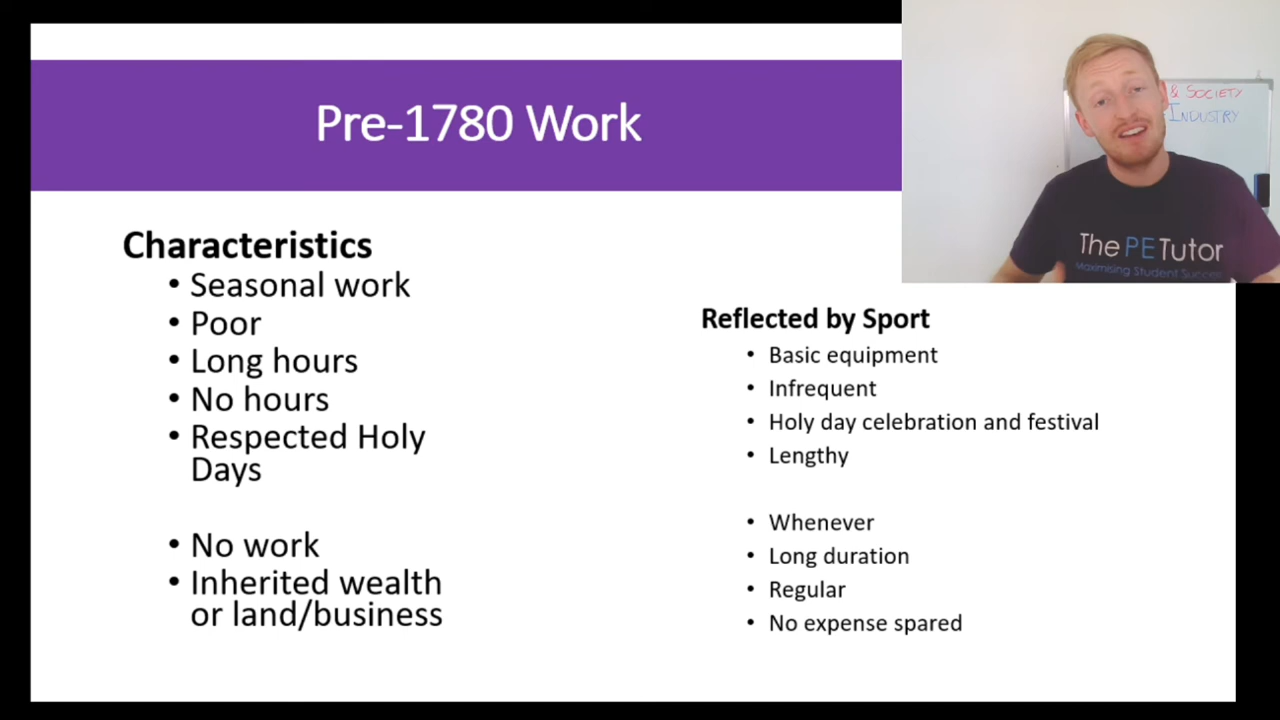 Pre-1780 Work
& SOCIETY
INDUSTRY
The PE Tutor
Maximising Student Success
Characteristics
• Seasonal work
• Poor
• Long hours
• No hours
• Respected Holy
Days
• No work
• Inherited wealth
or land/business
Reflected by Sport
• Basic equipment
• Infrequent
• Holy day celebration and festival
• Lengthy
• Whenever
• Long duration
• Regular
• No expense spared